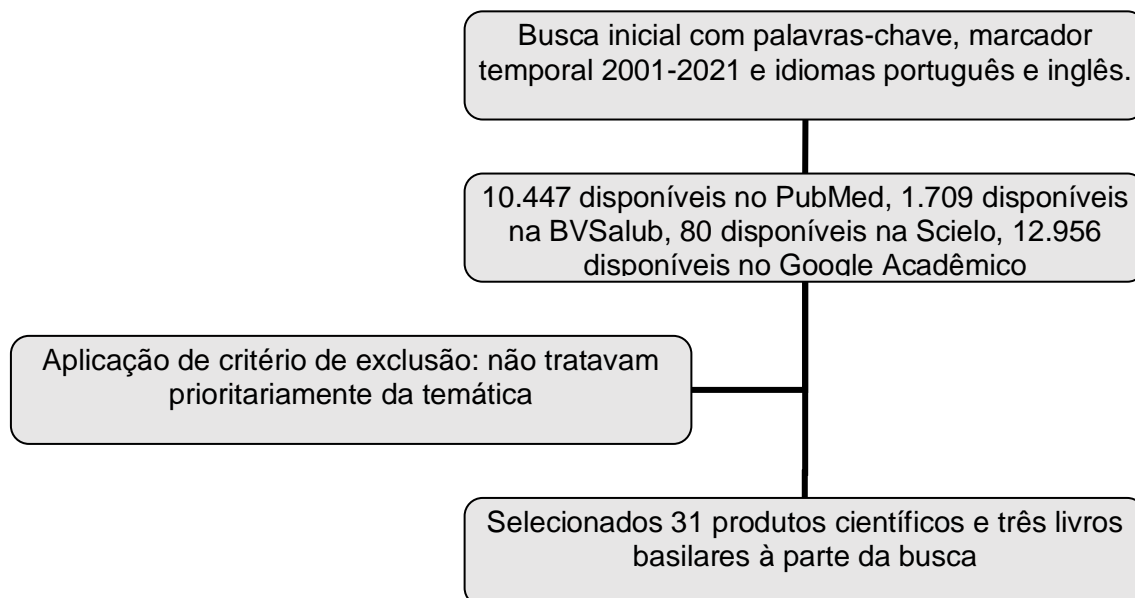 Busca inicial com palavras-chave, marcador
temporal 2001-2021 e idiomas português e inglês.
10.447 disponíveis no PubMed, 1.709 disponíveis
na BVSalub, 80 disponíveis na Scielo, 12.956
disponíveis no Google Acadêmico
Aplicação de critério de exclusão: não tratavam
prioritariamente da temática
Selecionados 31 produtos científicos e três livros
basilares à parte da busca